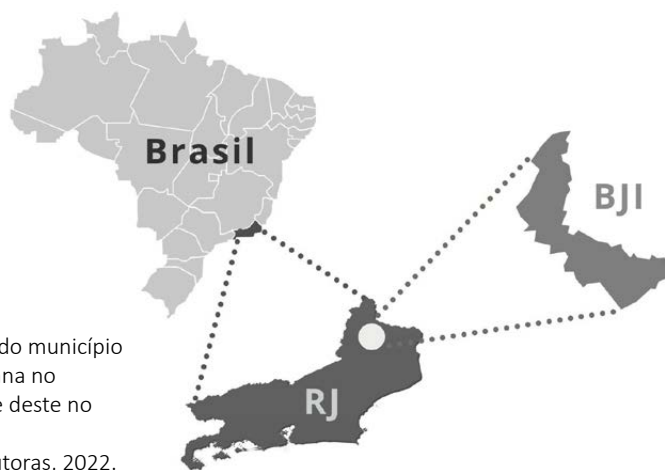 Brasil
BJI
RJ
do município
na no
e deste no
utoras, 2022.